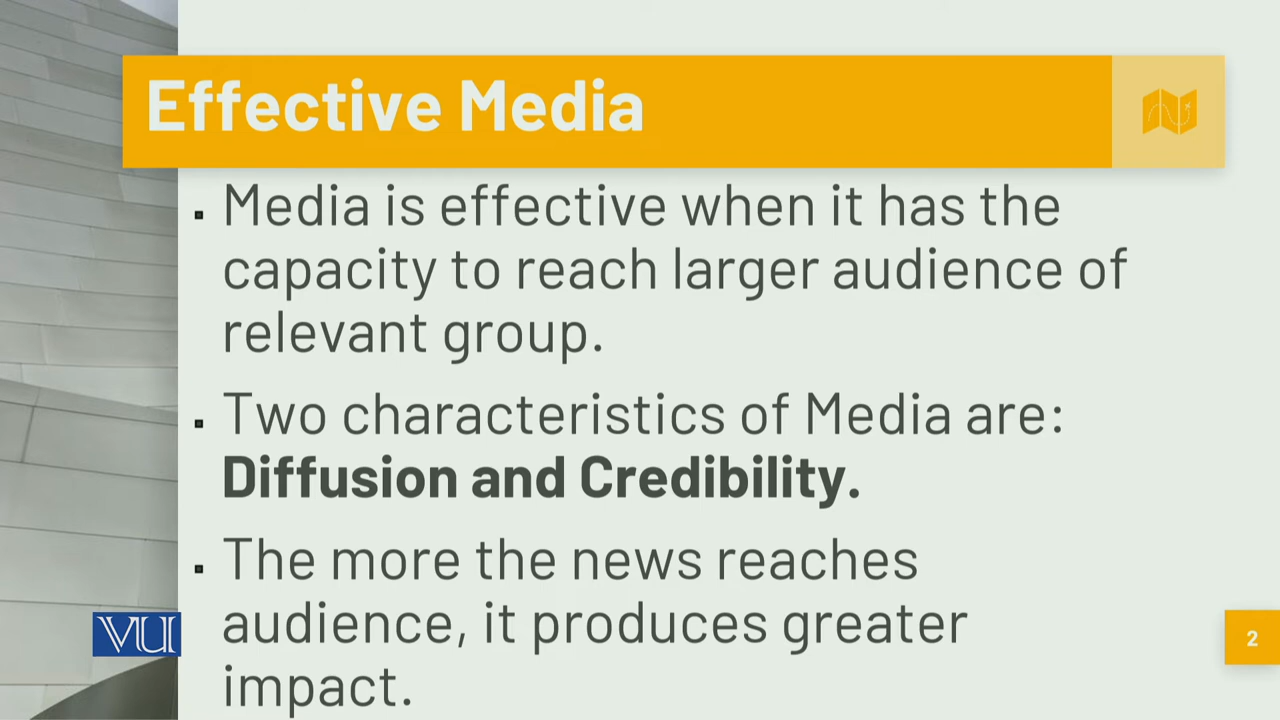 Effective Media
▪ Media is effective when it has the
capacity to reach larger audience of
relevant group.
▪ Two characteristics of Media are:
Diffusion and Credibility.
▪ The more the news reaches
audience, it produces greater
impact.
VU
2